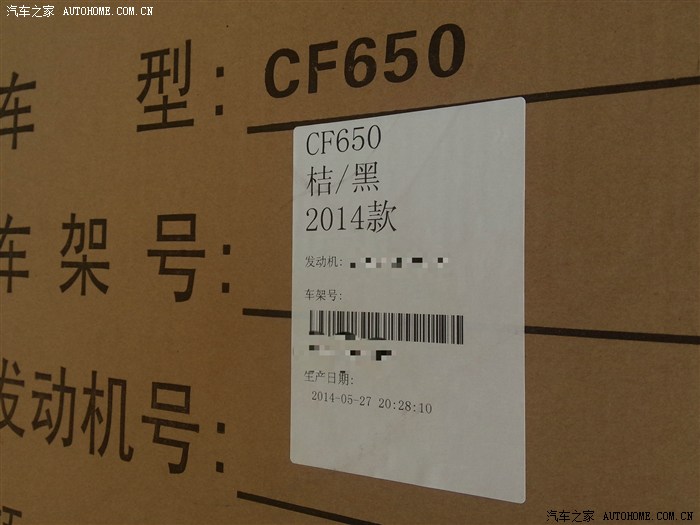 汽车之家 AUTOHOME.COM.CN
车 型: CF650
CF650
桔/黑
2014款
发动机:
车架号:
车架号:
生产日期:
2014-05-27 20:28:10
发动机号:
汽车之家 AUTOHOME.COM.CN